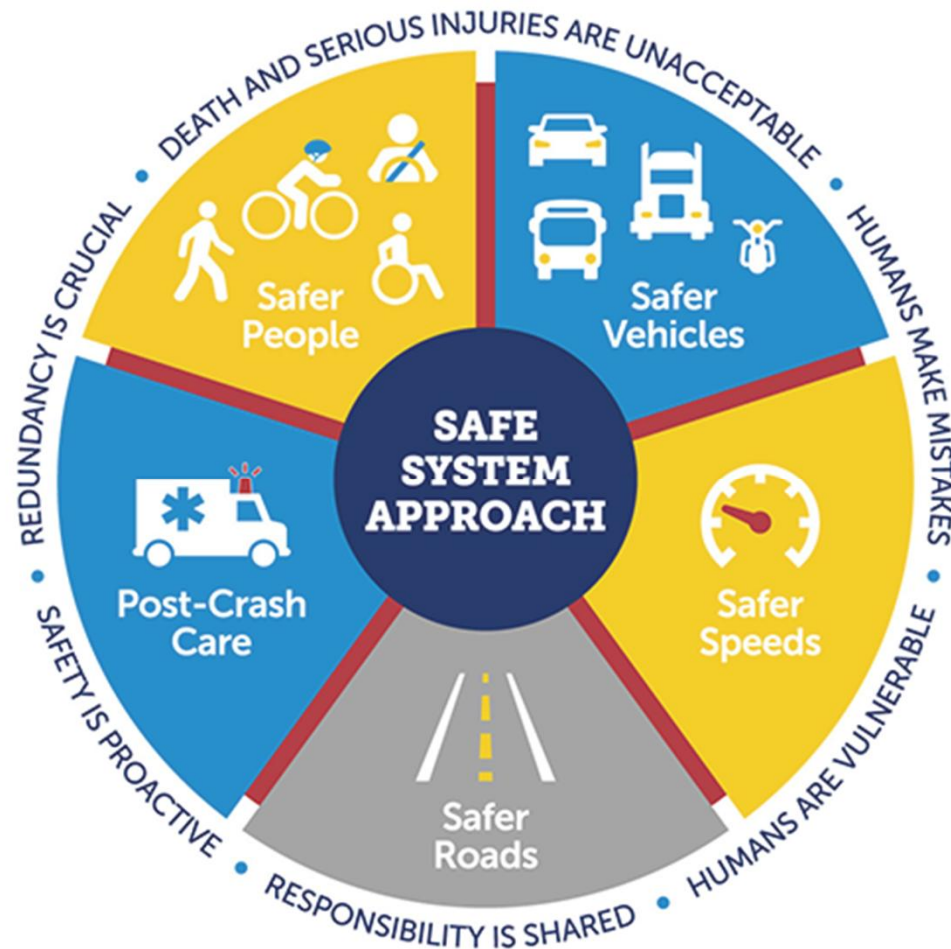 DEATH AND SERIOUS INJURIES ARE UNACCEPTABLE
HUMANS MAKE MISTAKES
HUMANS ARE VULNERABLE
RESPONSIBILITY IS SHARED
SAFETY IS PROACTIVE
REDUNDANCY IS CRUCIAL
Safer
People
Safer
Vehicles
SAFE
SYSTEM
APPROACH
Post-Crash
Care
Safer
Speeds
Safer
Roads